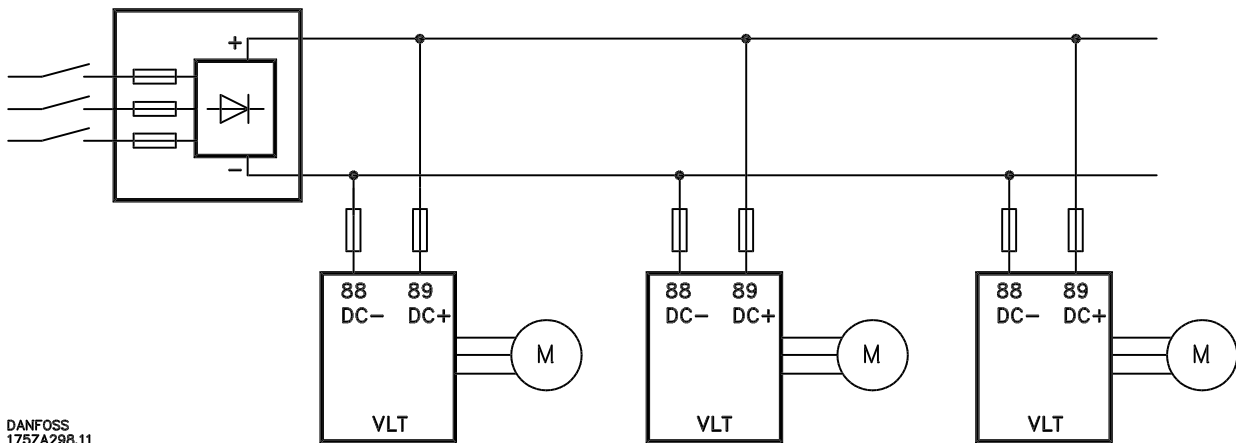 +
−
88 89
DC− DC+
M
VLT
88 89
DC− DC+
M
VLT
88 89
DC− DC+
M
VLT
DANFOSS
175ZA298.11